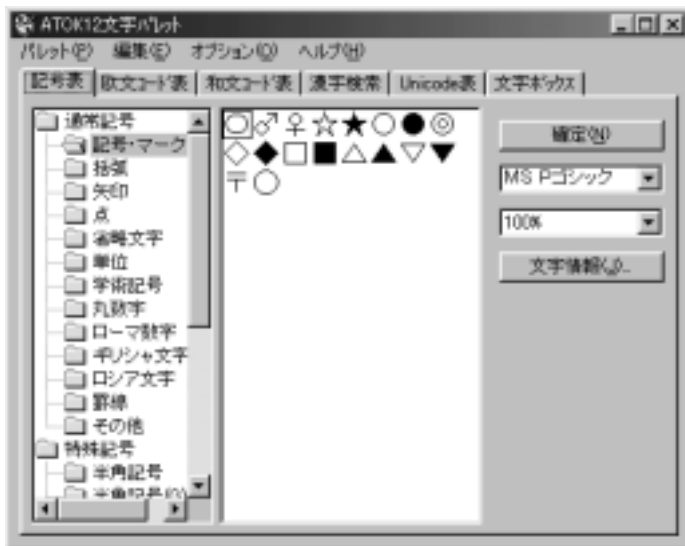 ATOK12文字パレット
パレット(P) 編集(E) オプション(O) ヘルプ(H)
記号表 欧文コード表 和文コード表 漢字検索 Unicode表 文字ボックス
通常記号
記号・マーク
括弧
矢印
点
省略文字
単位
学術記号
丸数字
ローマ数字
ギリシャ文字
ロシア文字
罫線
その他
特殊記号
半角記号
半角記号(2)
◯♂♀☆★○●◎
◇◆□■△▲▽▼
〒○
確定(N)
MS Pゴシック
100%
文字情報(J)...